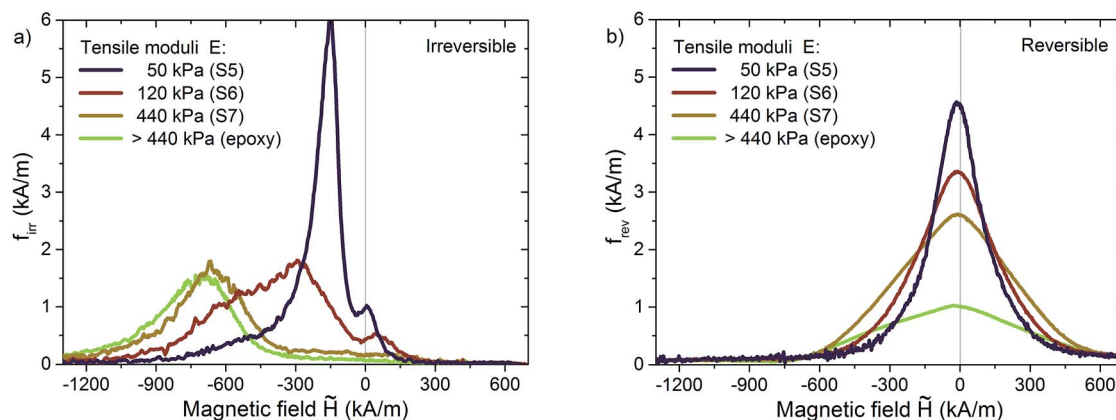 a)
Irreversible
Tensile moduli E:
50 kPa (S5)
120 kPa (S6)
440 kPa (S7)
> 440 kPa (epoxy)
6
5
4
3
2
1
0
f_irr (kA/m)
-1200 -900 -600 -300 0 300 600
Magnetic field H̃ (kA/m)
b)
Reversible
Tensile moduli E:
50 kPa (S5)
120 kPa (S6)
440 kPa (S7)
> 440 kPa (epoxy)
6
5
4
3
2
1
0
f_rev (kA/m)
-1200 -900 -600 -300 0 300 600
Magnetic field H̃ (kA/m)